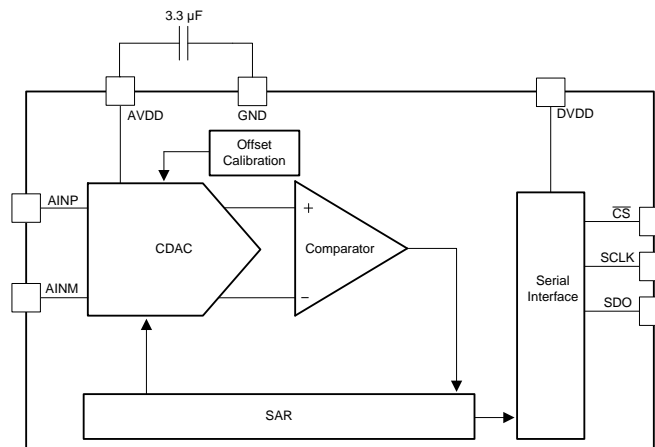 3.3 µF
AVDD
GND
DVDD
Offset
Calibration
AINP
AINM
CDAC
+
−
Comparator
Serial
Interface
CS
SCLK
SDO
SAR